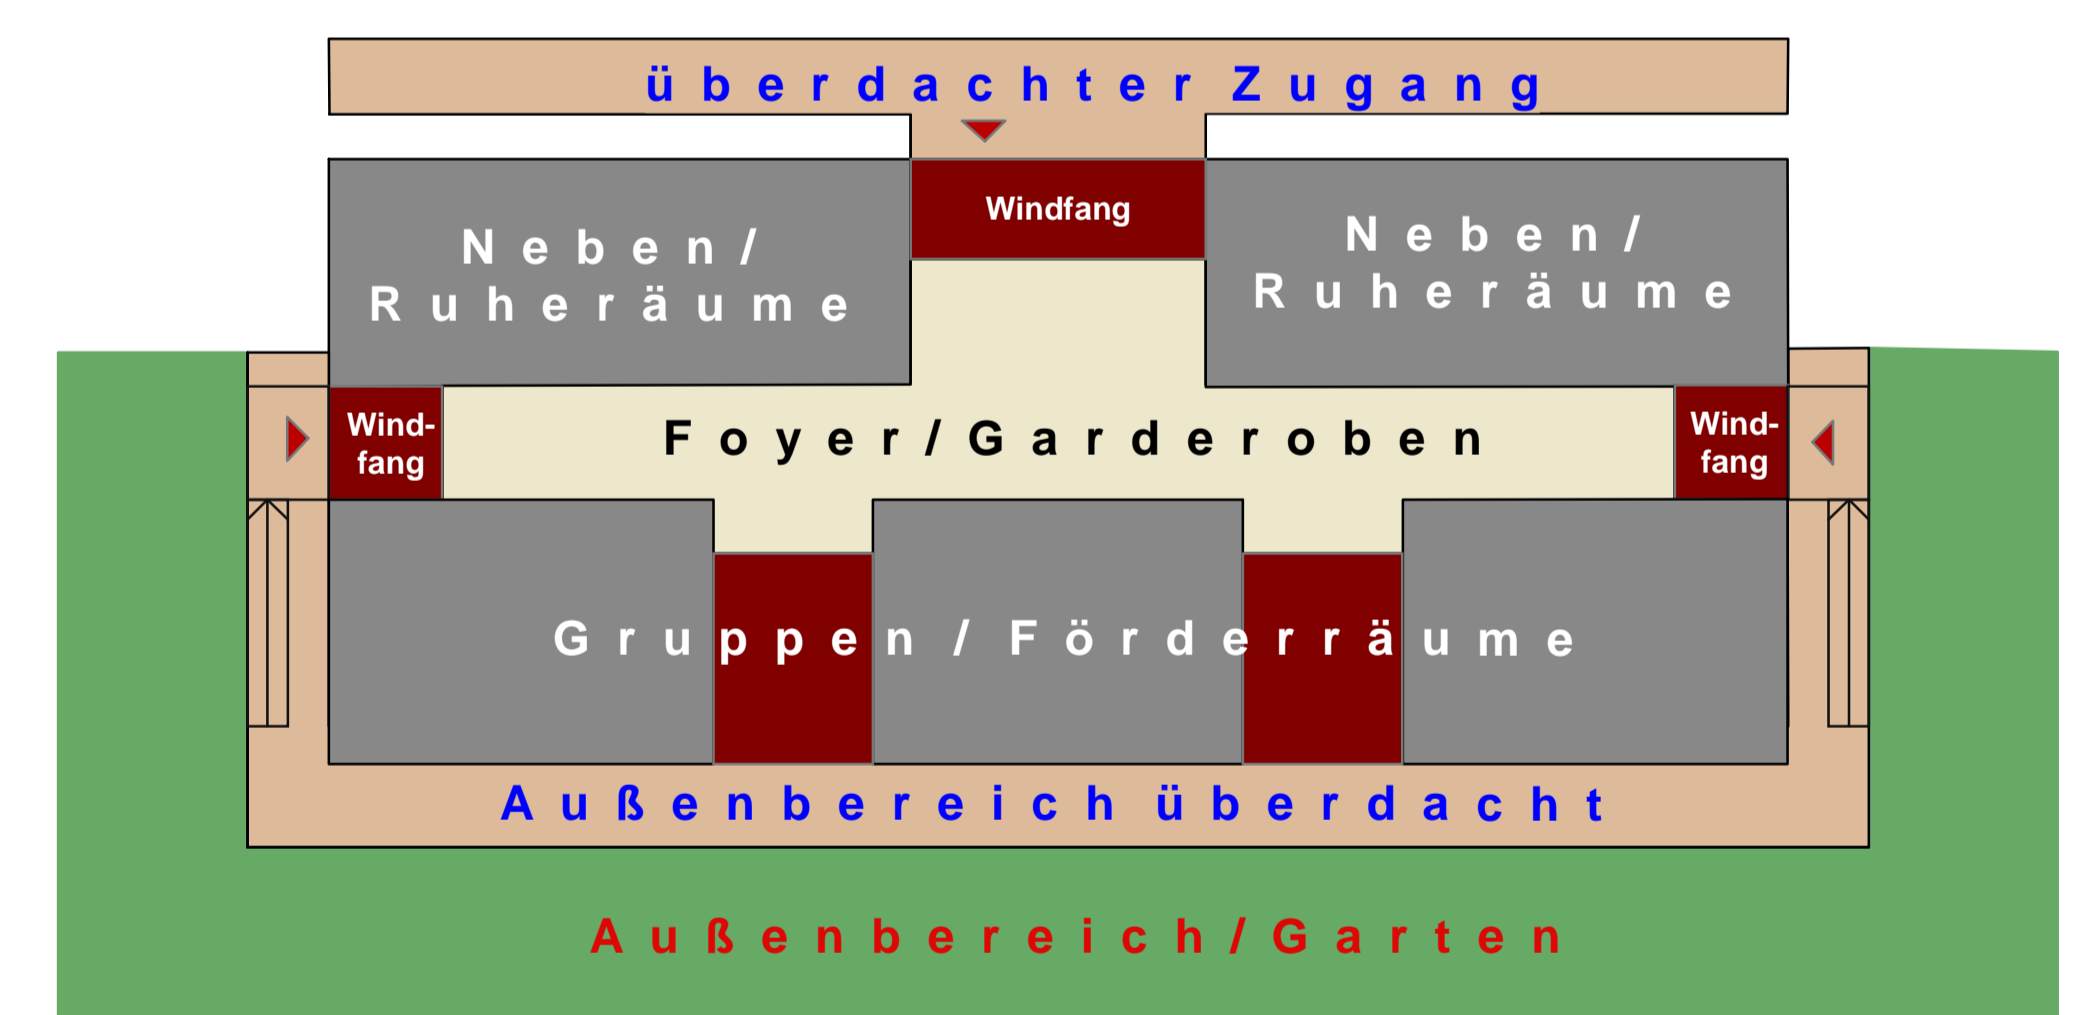 überdachter Zugang
Windfang
Neben/
Ruheräume
Neben/
Ruheräume
Wind-
fang
Foyer/Garderoben
Wind-
fang
Gruppen/Förderräume
Außenbereich überdacht
Außenbereich/Garten